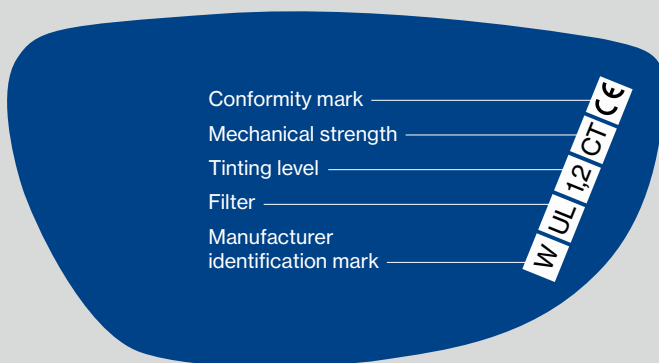 Conformity mark
Mechanical strength
Tinting level
Filter
Manufacturer
identification mark
W UL 1,2 CT CE